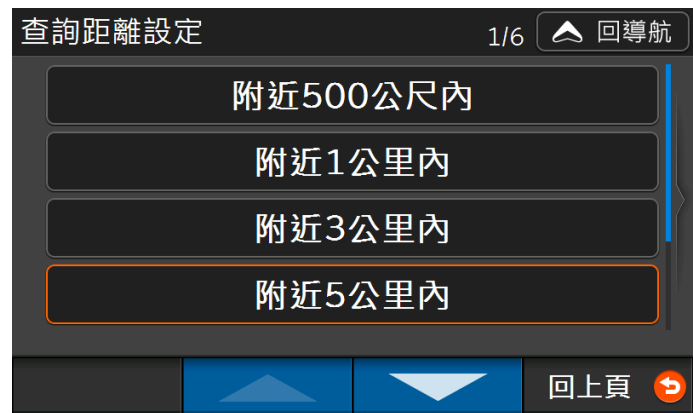 查詢距離設定 1/6 回導航
附近500公尺內
附近1公里內
附近3公里內
附近5公里內
回上頁